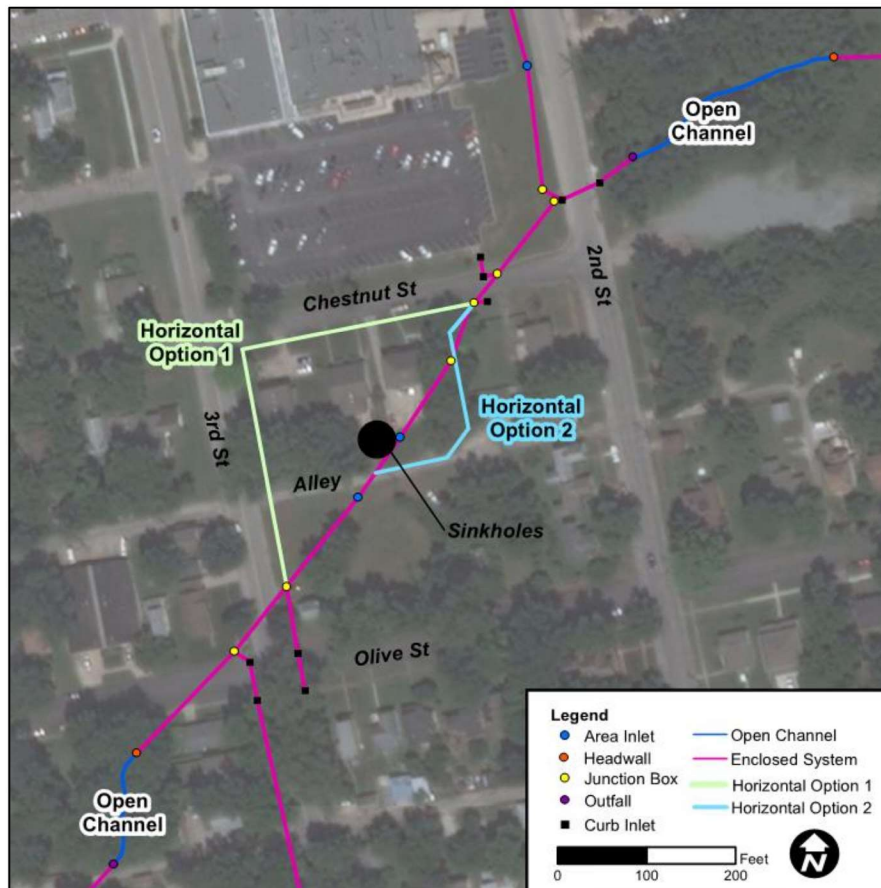 Open
Channel
2nd St
Chestnut St
Horizontal
Option 1
Horizontal
Option 2
3rd St
Alley
Sinkholes
Olive St
Open
Channel
Legend
Area Inlet
Headwall
Junction Box
Outfall
Curb Inlet
Open Channel
Enclosed System
Horizontal Option 1
Horizontal Option 2
Feet
0 100 200
N